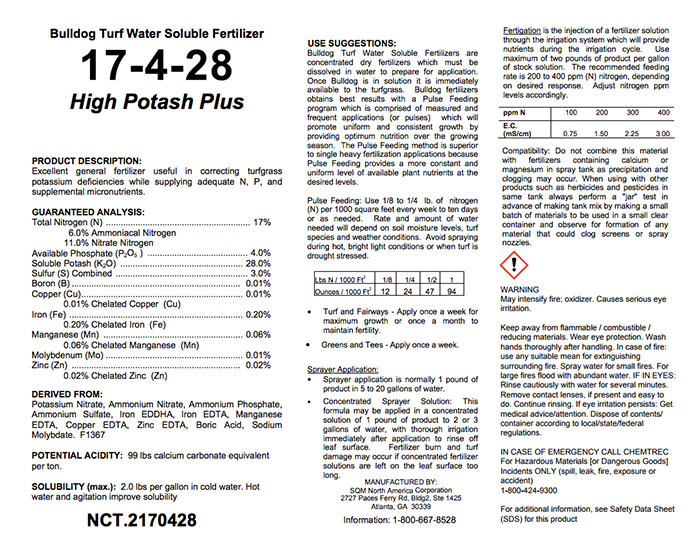 Bulldog Turf Water Soluble Fertilizer
17-4-28
High Potash Plus
PRODUCT DESCRIPTION:
Excellent general fertilizer useful in correcting turfgrass
potassium deficiencies while supplying adequate N, P, and
supplemental micronutrients.
GUARANTEED ANALYSIS:
Total Nitrogen (N) ................................................ 17%
6.0% Ammoniacal Nitrogen
11.0% Nitrate Nitrogen
Available Phosphate (P₂O₅ ) ................................ 4.0%
Soluble Potash (K₂O) ........................................ 28.0%
Sulfur (S) Combined ............................................ 3.0%
Boron (B) ........................................................... 0.01%
Copper (Cu) ....................................................... 0.01%
0.01% Chelated Copper (Cu)
Iron (Fe) ............................................................ 0.20%
0.20% Chelated Iron (Fe)
Manganese (Mn) ................................................ 0.06%
0.06% Chelated Manganese (Mn)
Molybdenum (Mo) .............................................. 0.01%
Zinc (Zn) ............................................................ 0.02%
0.02% Chelated Zinc (Zn)
DERIVED FROM:
Potassium Nitrate, Ammonium Nitrate, Ammonium Phosphate,
Ammonium Sulfate, Iron EDDHA, Iron EDTA, Manganese
EDTA, Copper EDTA, Zinc EDTA, Boric Acid, Sodium
Molybdate. F1367
POTENTIAL ACIDITY: 99 lbs calcium carbonate equivalent
per ton.
SOLUBILITY (max.): 2.0 lbs per gallon in cold water. Hot
water and agitation improve solubility
NCT.2170428
USE SUGGESTIONS:
Bulldog Turf Water Soluble Fertilizers are
concentrated dry fertilizers which must be
dissolved in water to prepare for application.
Once Bulldog is in solution it is immediately
available to the turfgrass. Bulldog fertilizers
obtains best results with a Pulse Feeding
program which is comprised of measured and
frequent applications (or pulses) which will
promote uniform and consistent growth by
providing optimum nutrition over the growing
season. The Pulse Feeding method is superior
to single heavy fertilization applications because
Pulse Feeding provides a more constant and
uniform level of available plant nutrients at the
desired levels.
Pulse Feeding: Use 1/8 to 1/4 lb. of nitrogen
(N) per 1000 square feet every week to ten days
or as needed. Rate and amount of water
needed will depend on soil moisture levels, turf
species and weather conditions. Avoid spraying
during hot, bright light conditions or when turf is
drought stressed.
Lbs N / 1000 Ft² 1/8 1/4 1/2 1
Ounces / 1000 Ft² 12 24 47 94
• Turf and Fairways - Apply once a week for
maximum growth or once a month to
maintain fertility.
• Greens and Tees - Apply once a week.
Sprayer Application:
• Sprayer application is normally 1 pound of
product in 5 to 20 gallons of water.
• Concentrated Sprayer Solution: This
formula may be applied in a concentrated
solution of 1 pound of product to 2 or 3
gallons of water, with thorough irrigation
immediately after application to rinse off
leaf surface. Fertilizer burn and turf
damage may occur if concentrated fertilizer
solutions are left on the leaf surface too
long.
MANUFACTURED BY:
SQM North America Corporation
2727 Paces Ferry Rd, Bldg2, Ste 1425
Atlanta, GA 30339
Information: 1-800-667-8528
Fertigation is the injection of a fertilizer solution
through the irrigation system which will provide
nutrients during the irrigation cycle. Use
maximum of two pounds of product per gallon
of stock solution. The recommended feeding
rate is 200 to 400 ppm (N) nitrogen, depending
on desired response. Adjust nitrogen ppm
levels accordingly.
ppm N 100 200 300 400
E.C.
(mS/cm) 0.75 1.50 2.25 3.00
Compatibility: Do not combine this material
with fertilizers containing calcium or
magnesium in spray tank as precipitation and
clogging may occur. When using with other
products such as herbicides and pesticides in
same tank always perform a "jar" test in
advance of making tank mix by making a small
batch of materials to be used in a small clear
container and observe for formation of any
material that could clog screens or spray
nozzles.
WARNING
May intensify fire; oxidizer. Causes serious eye
irritation.
Keep away from flammable / combustible /
reducing materials. Wear eye protection. Wash
hands thoroughly after handling. In case of fire:
use any suitable mean for extinguishing
surrounding fire. Spray water for small fires. For
large fires flood with abundant water. IF IN EYES:
Rinse cautiously with water for several minutes.
Remove contact lenses, if present and easy to
do. Continue rinsing. If eye irritation persists: Get
medical advice/attention. Dispose of contents/
container according to local/state/federal
regulations.
IN CASE OF EMERGENCY CALL CHEMTREC
For Hazardous Materials [or Dangerous Goods]
Incidents ONLY (spill, leak, fire, exposure or
accident)
1-800-424-9300
For additional information, see Safety Data Sheet
(SDS) for this product